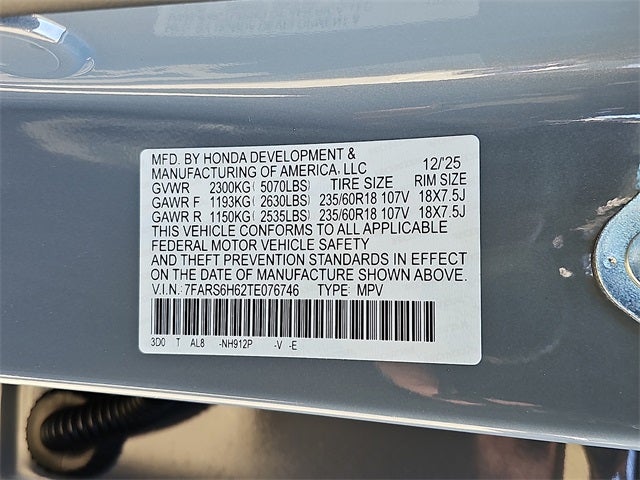 MFD. BY HONDA DEVELOPMENT &
MANUFACTURING OF AMERICA, LLC 12/'25
GVWR 2300KG( 5070LBS) TIRE SIZE RIM SIZE
GAWR F 1193KG( 2630LBS) 235/60R18 107V 18X7.5J
GAWR R 1150KG( 2535LBS) 235/60R18 107V 18X7.5J
THIS VEHICLE CONFORMS TO ALL APPLICABLE
FEDERAL MOTOR VEHICLE SAFETY
AND THEFT PREVENTION STANDARDS IN EFFECT
ON THE DATE OF MANUFACTURE SHOWN ABOVE.
V.I.N.: 7FARS6H62TE076746 TYPE: MPV
3D0 T AL8 -NH912P -V -E